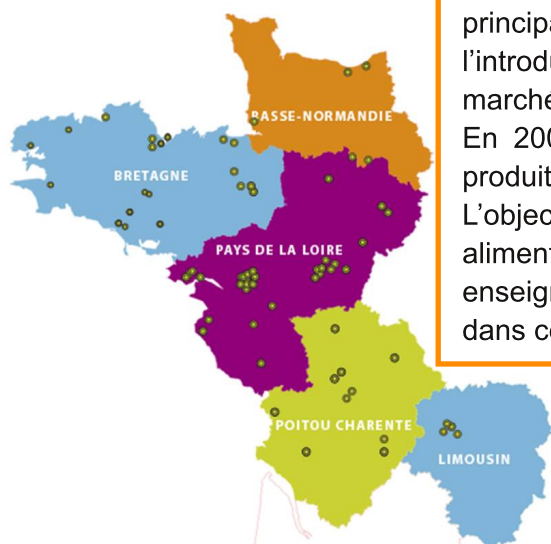 principa
l’introdu
marché
En 200
produit
L’objec
aliment
enseign
dans ce
BASSE-NORMANDIE
BRETAGNE
PAYS DE LA LOIRE
POITOU CHARENTE
LIMOUSIN